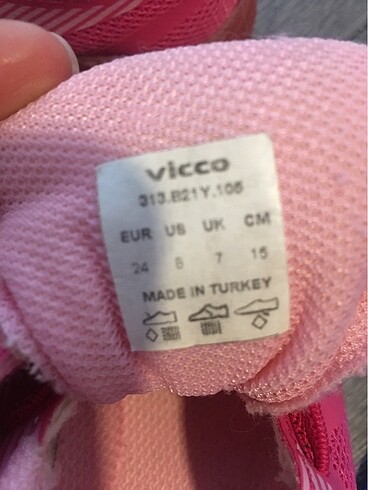 vicco
313.B21Y.106
EUR US UK CM
24 8 7 15
MADE IN TURKEY